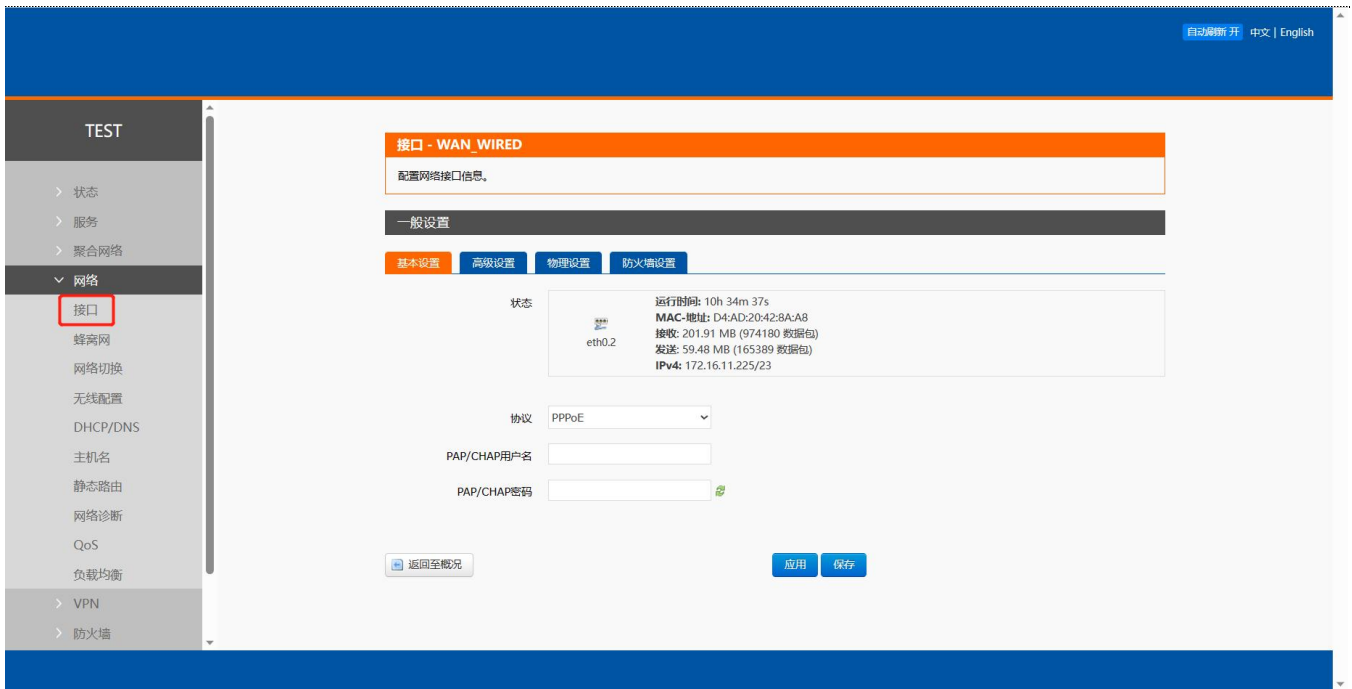 自动刷新 开 中文 | English
TEST
状态
服务
聚合网络
网络
接口
蜂窝网
网络切换
无线配置
DHCP/DNS
主机名
静态路由
网络诊断
QoS
负载均衡
VPN
防火墙
接口 - WAN_WIRED
配置网络接口信息。
一般设置
基本设置 高级设置 物理设置 防火墙设置
状态
eth0.2
运行时间: 10h 34m 37s
MAC-地址: D4:AD:20:42:8A:A8
接收: 201.91 MB (974180 数据包)
发送: 59.48 MB (165389 数据包)
IPv4: 172.16.11.225/23
协议 PPPoE
PAP/CHAP用户名
PAP/CHAP密码
返回至概况 应用 保存